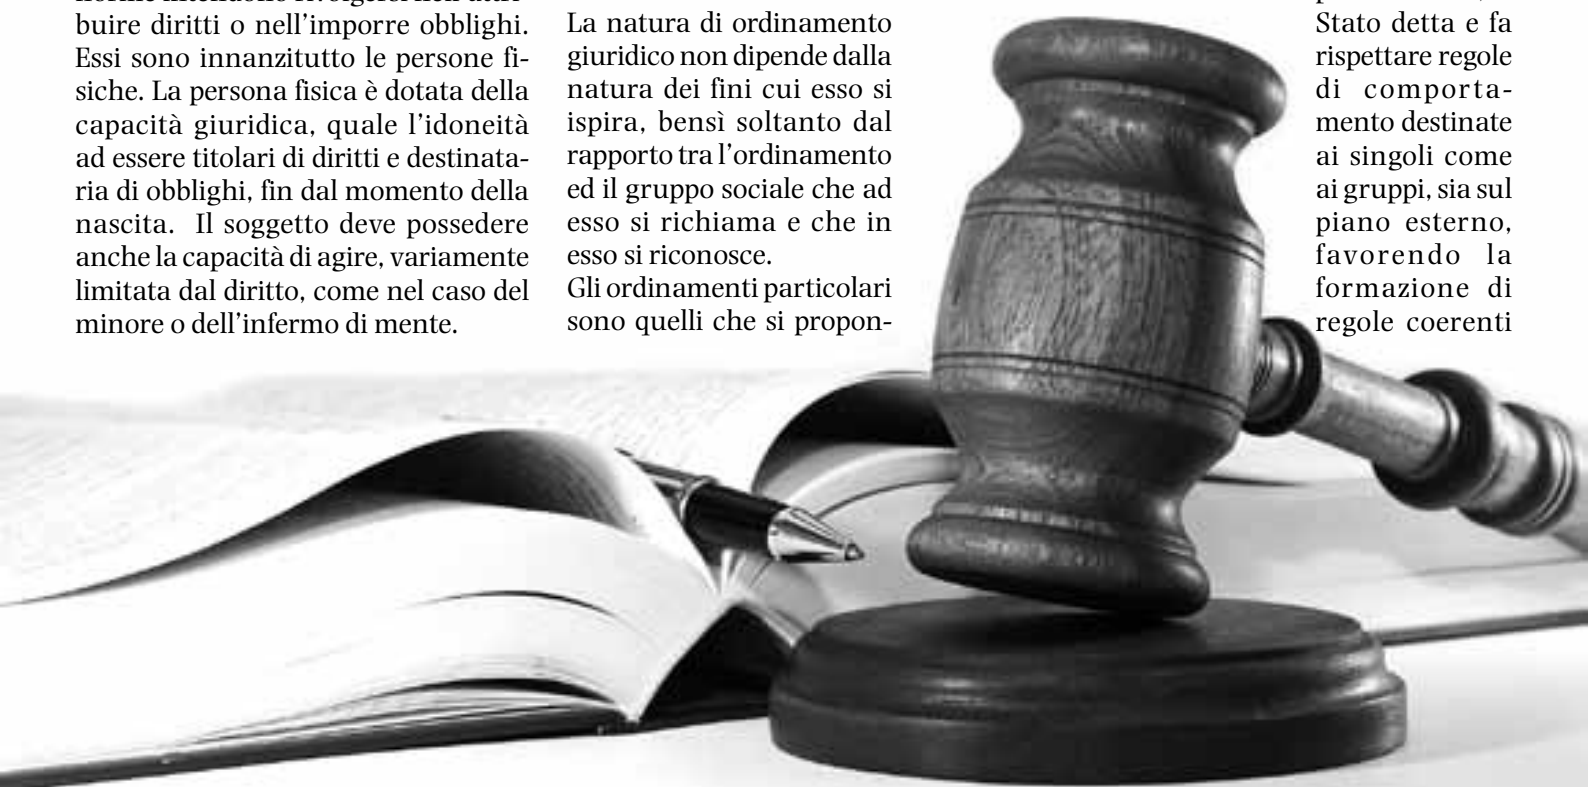 buire diritti o nell'imporre obblighi.
Essi sono innanzitutto le persone fi-
siche. La persona fisica è dotata della
capacità giuridica, quale l'idoneità
ad essere titolari di diritti e destinata-
ria di obblighi, fin dal momento della
nascita. Il soggetto deve possedere
anche la capacità di agire, variamente
limitata dal diritto, come nel caso del
minore o dell'infermo di mente.
La natura di ordinamento
giuridico non dipende dalla
natura dei fini cui esso si
ispira, bensì soltanto dal
rapporto tra l'ordinamento
ed il gruppo sociale che ad
esso si richiama e che in
esso si riconosce.
Gli ordinamenti particolari
sono quelli che si propon-
Stato detta e fa
rispettare regole
di comporta-
mento destinate
ai singoli come
ai gruppi, sia sul
piano esterno,
favorendo la
formazione di
regole coerenti